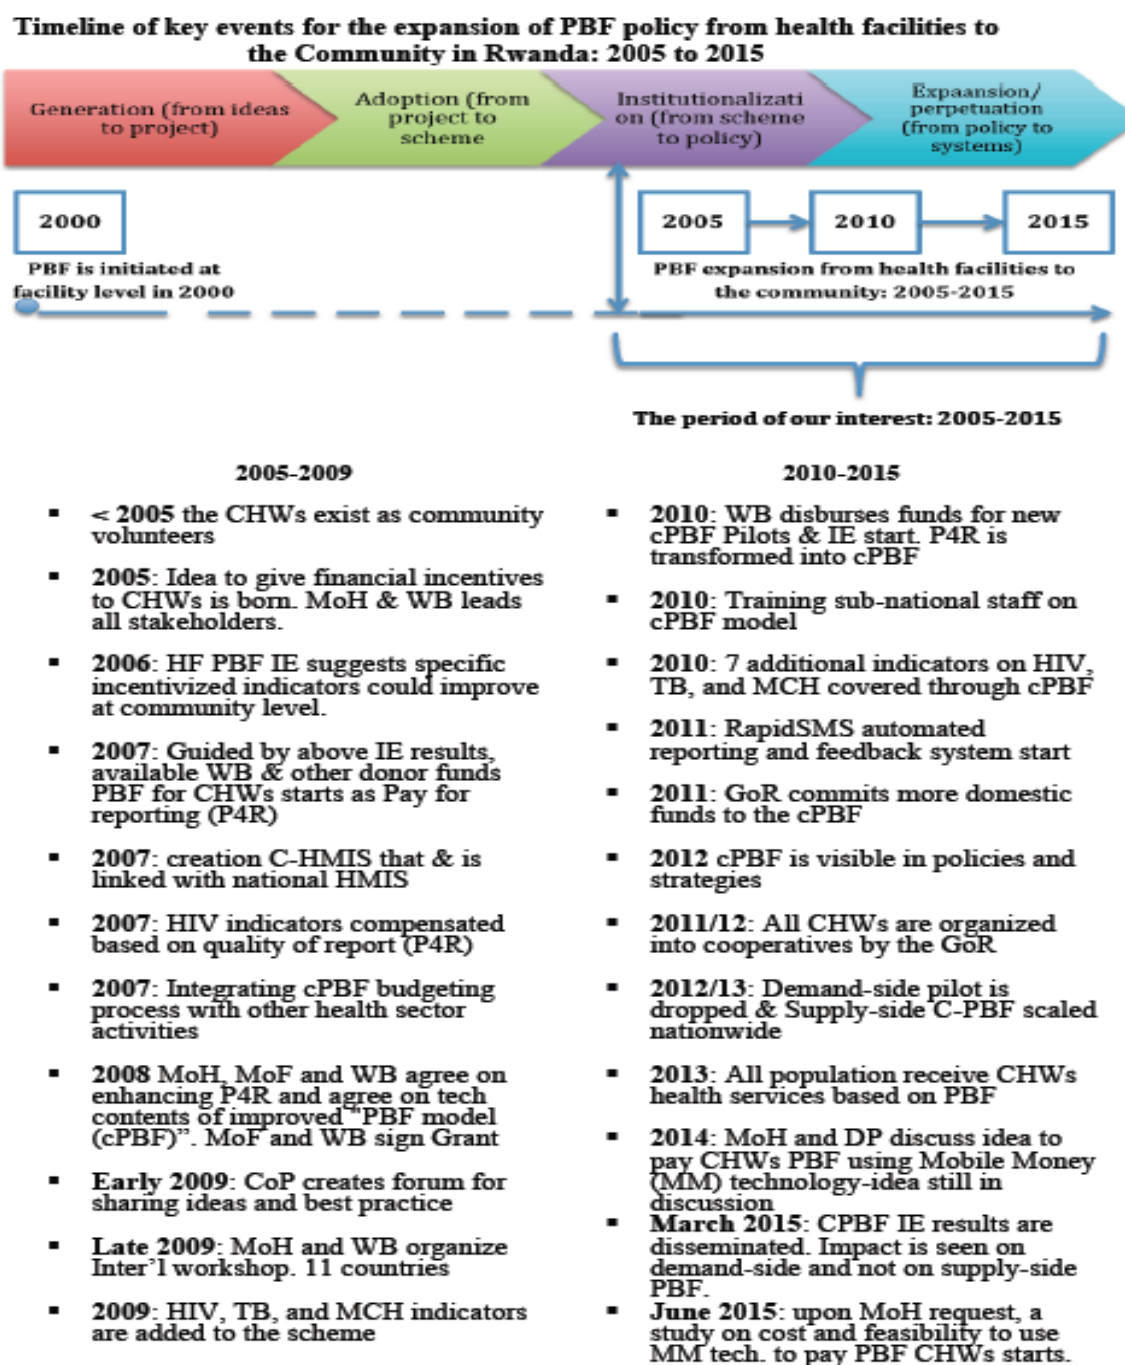 Timeline of key events for the expansion of PBF policy from health facilities to
the Community in Rwanda: 2005 to 2015
Generation (from ideas
to project)
Adoption (from
project to
scheme
Institutionalizati
on (from scheme
to policy)
Expaansion/
perpetuation
(from policy to
systems)
2000
2005
2010
2015
PBF is initiated at
facility level in 2000
PBF expansion from health facilities to
the community: 2005-2015
The period of our interest: 2005-2015
2005-2009
▪ < 2005 the CHWs exist as community
volunteers
▪ 2005: Idea to give financial incentives
to CHWs is born. MoH & WB leads
all stakeholders.
▪ 2006: HF PBF IE suggests specific
incentivized indicators could improve
at community level.
▪ 2007: Guided by above IE results,
available WB & other donor funds
PBF for CHWs starts as Pay for
reporting (P4R)
▪ 2007: creation C-HMIS that & is
linked with national HMIS
▪ 2007: HIV indicators compensated
based on quality of report (P4R)
▪ 2007: Integrating cPBF budgeting
process with other health sector
activities
▪ 2008 MoH, MoF and WB agree on
enhancing P4R and agree on tech
contents of improved "PBF model
(cPBF)". MoF and WB sign Grant
▪ Early 2009: CoP creates forum for
sharing ideas and best practice
▪ Late 2009: MoH and WB organize
Inter'l workshop. 11 countries
▪ 2009: HIV, TB, and MCH indicators
are added to the scheme
2010-2015
▪ 2010: WB disburses funds for new
cPBF Pilots & IE start. P4R is
transformed into cPBF
▪ 2010: Training sub-national staff on
cPBF model
▪ 2010: 7 additional indicators on HIV,
TB, and MCH covered through cPBF
▪ 2011: RapidSMS automated
reporting and feedback system start
▪ 2011: GoR commits more domestic
funds to the cPBF
▪ 2012 cPBF is visible in policies and
strategies
▪ 2011/12: All CHWs are organized
into cooperatives by the GoR
▪ 2012/13: Demand-side pilot is
dropped & Supply-side C-PBF scaled
nationwide
▪ 2013: All population receive CHWs
health services based on PBF
▪ 2014: MoH and DP discuss idea to
pay CHWs PBF using Mobile Money
(MM) technology-idea still in
discussion
▪ March 2015: CPBF IE results are
disseminated. Impact is seen on
demand-side and not on supply-side
PBF.
▪ June 2015: upon MoH request, a
study on cost and feasibility to use
MM tech. to pay PBF CHWs starts.